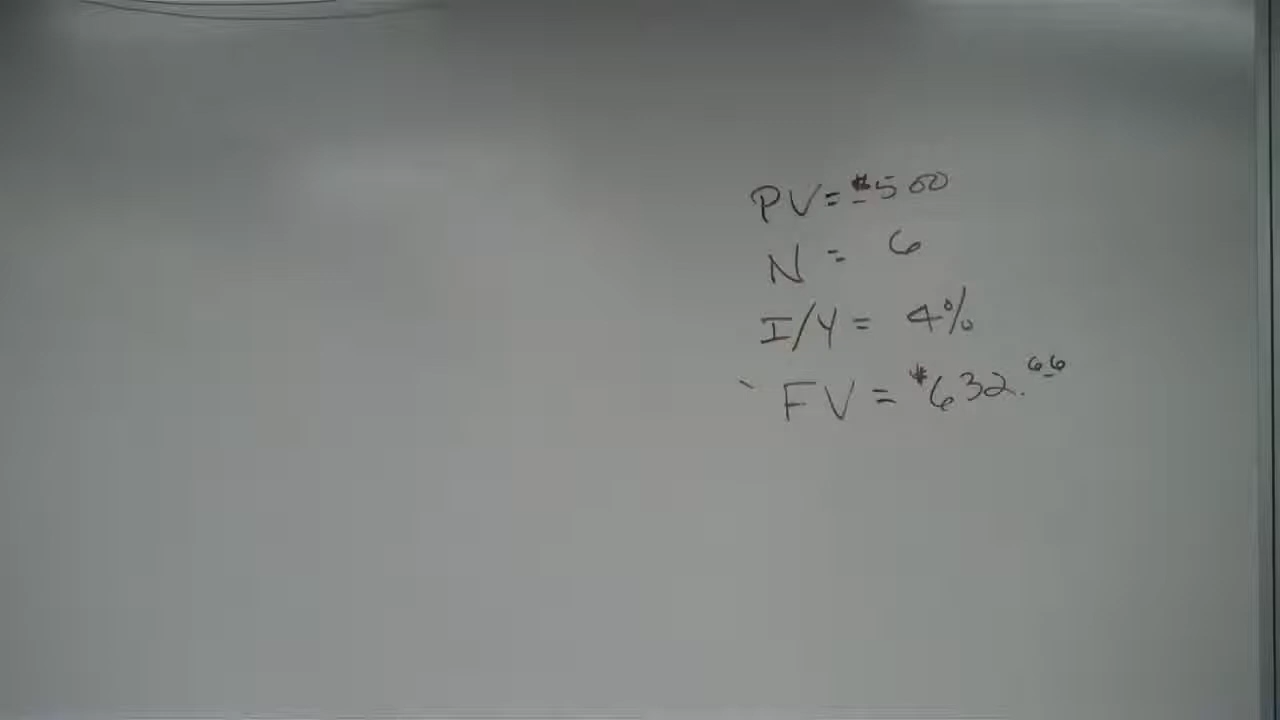 PV = $500
N = 6
I/Y = 4%
FV = $632.66